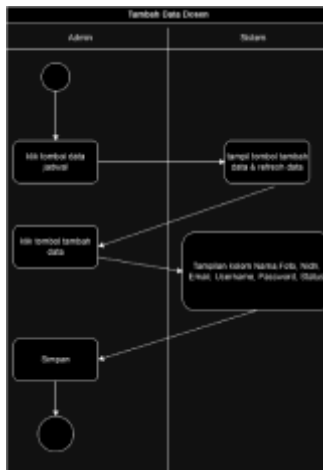 Tambah Data Dosen
Admin
Sistem
klik tombol data
jadwal
tampil tombol tambah
data & refresh data
klik tombol tambah
data
Tampilan kolom Nama,Foto, Nidn,
Email, Username, Password, Status
Simpan